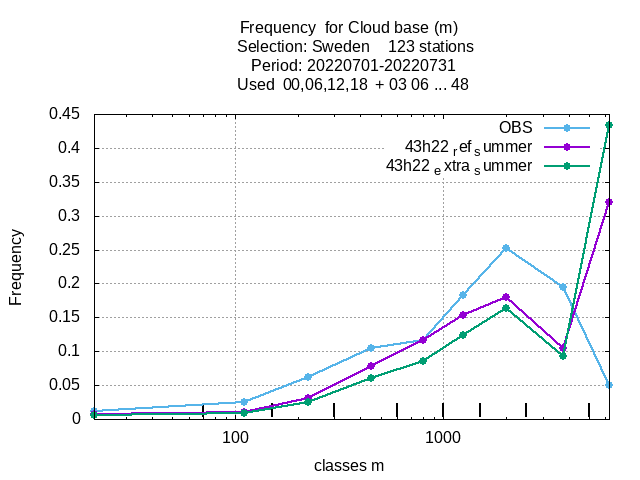 Frequency  for Cloud base (m)
Selection: Sweden    123 stations
Period: 20220701-20220731
Used  00,06,12,18  + 03 06 ... 48
OBS
43h22 ref summer
43h22 extra summer
Frequency
0.45
0.4
0.35
0.3
0.25
0.2
0.15
0.1
0.05
0
100
1000
classes m